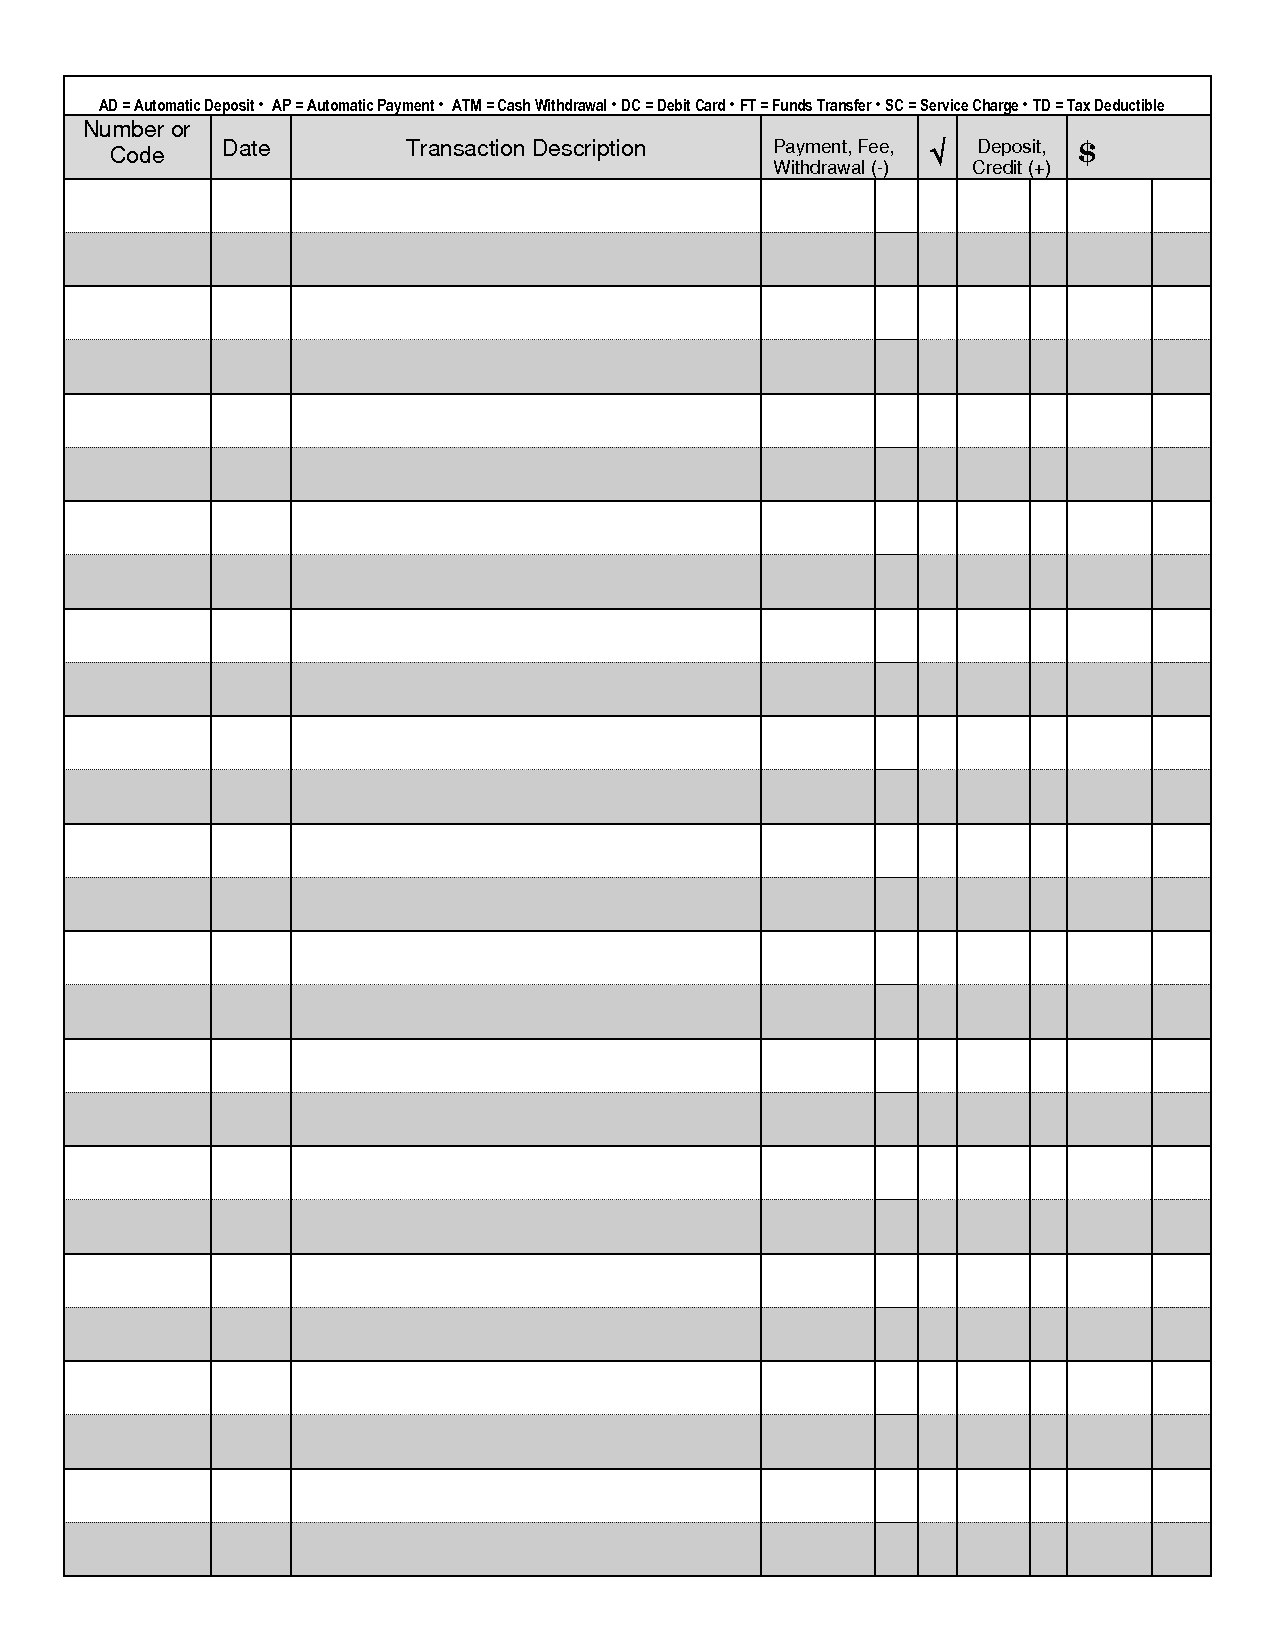 AD = Automatic Deposit • AP = Automatic Payment • ATM = Cash Withdrawal • DC = Debit Card • FT = Funds Transfer • SC = Service Charge • TD = Tax Deductible
Number or
Code
Date
Transaction Description
Payment, Fee,
Withdrawal (-)
√
Deposit,
Credit (+)
$